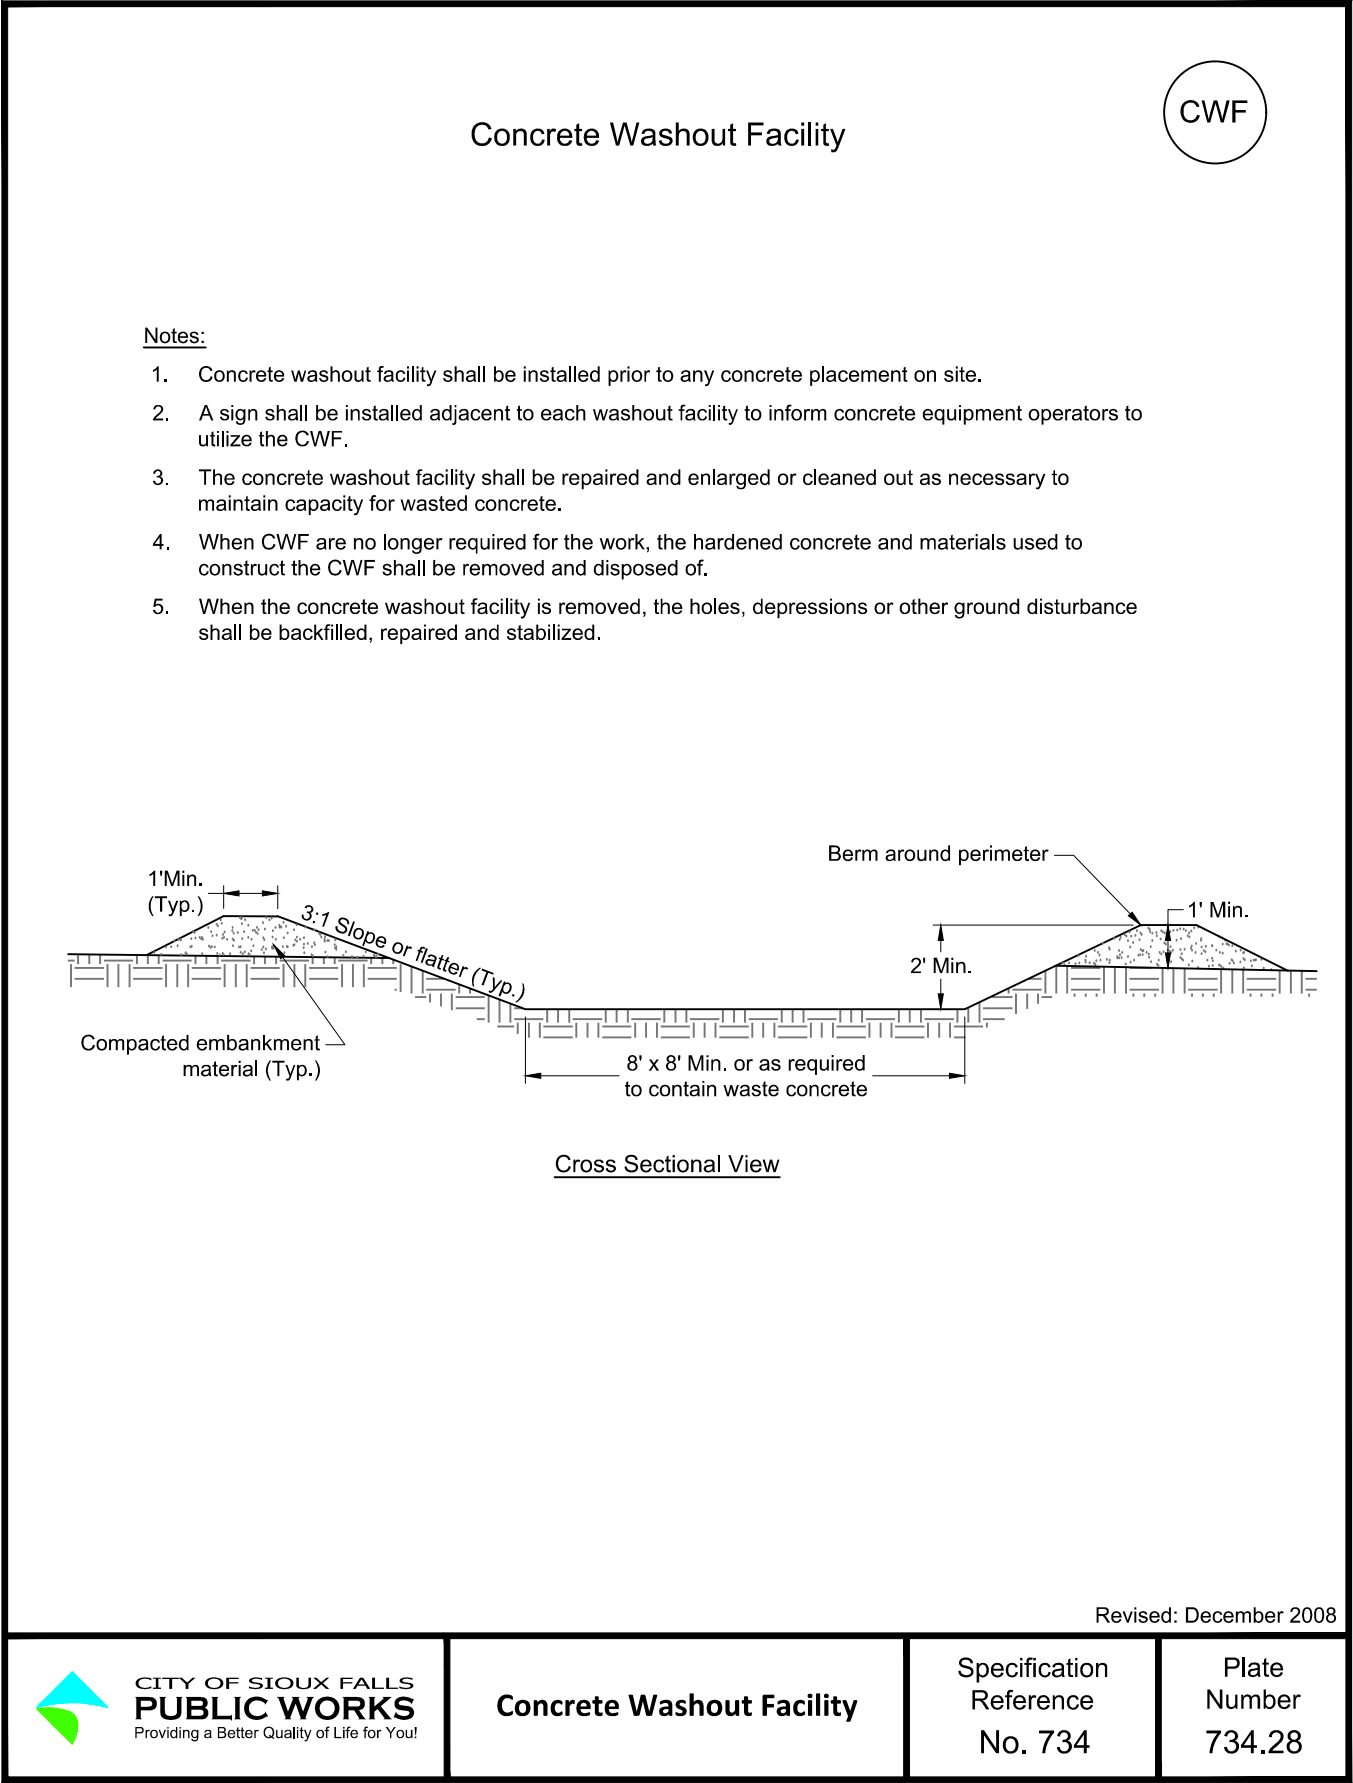 CWF
Concrete Washout Facility
Notes:
1. Concrete washout facility shall be installed prior to any concrete placement on site.
2. A sign shall be installed adjacent to each washout facility to inform concrete equipment operators to
utilize the CWF.
3. The concrete washout facility shall be repaired and enlarged or cleaned out as necessary to
maintain capacity for wasted concrete.
4. When CWF are no longer required for the work, the hardened concrete and materials used to
construct the CWF shall be removed and disposed of.
5. When the concrete washout facility is removed, the holes, depressions or other ground disturbance
shall be backfilled, repaired and stabilized.
Berm around perimeter
1'Min.
(Typ.)
3:1 Slope or flatter (Typ.)
1' Min.
2' Min.
Compacted embankment
material (Typ.)
8' x 8' Min. or as required
to contain waste concrete
Cross Sectional View
Revised: December 2008
CITY OF SIOUX FALLS
PUBLIC WORKS
Providing a Better Quality of Life for You!
Concrete Washout Facility
Specification
Reference
No. 734
Plate
Number
734.28